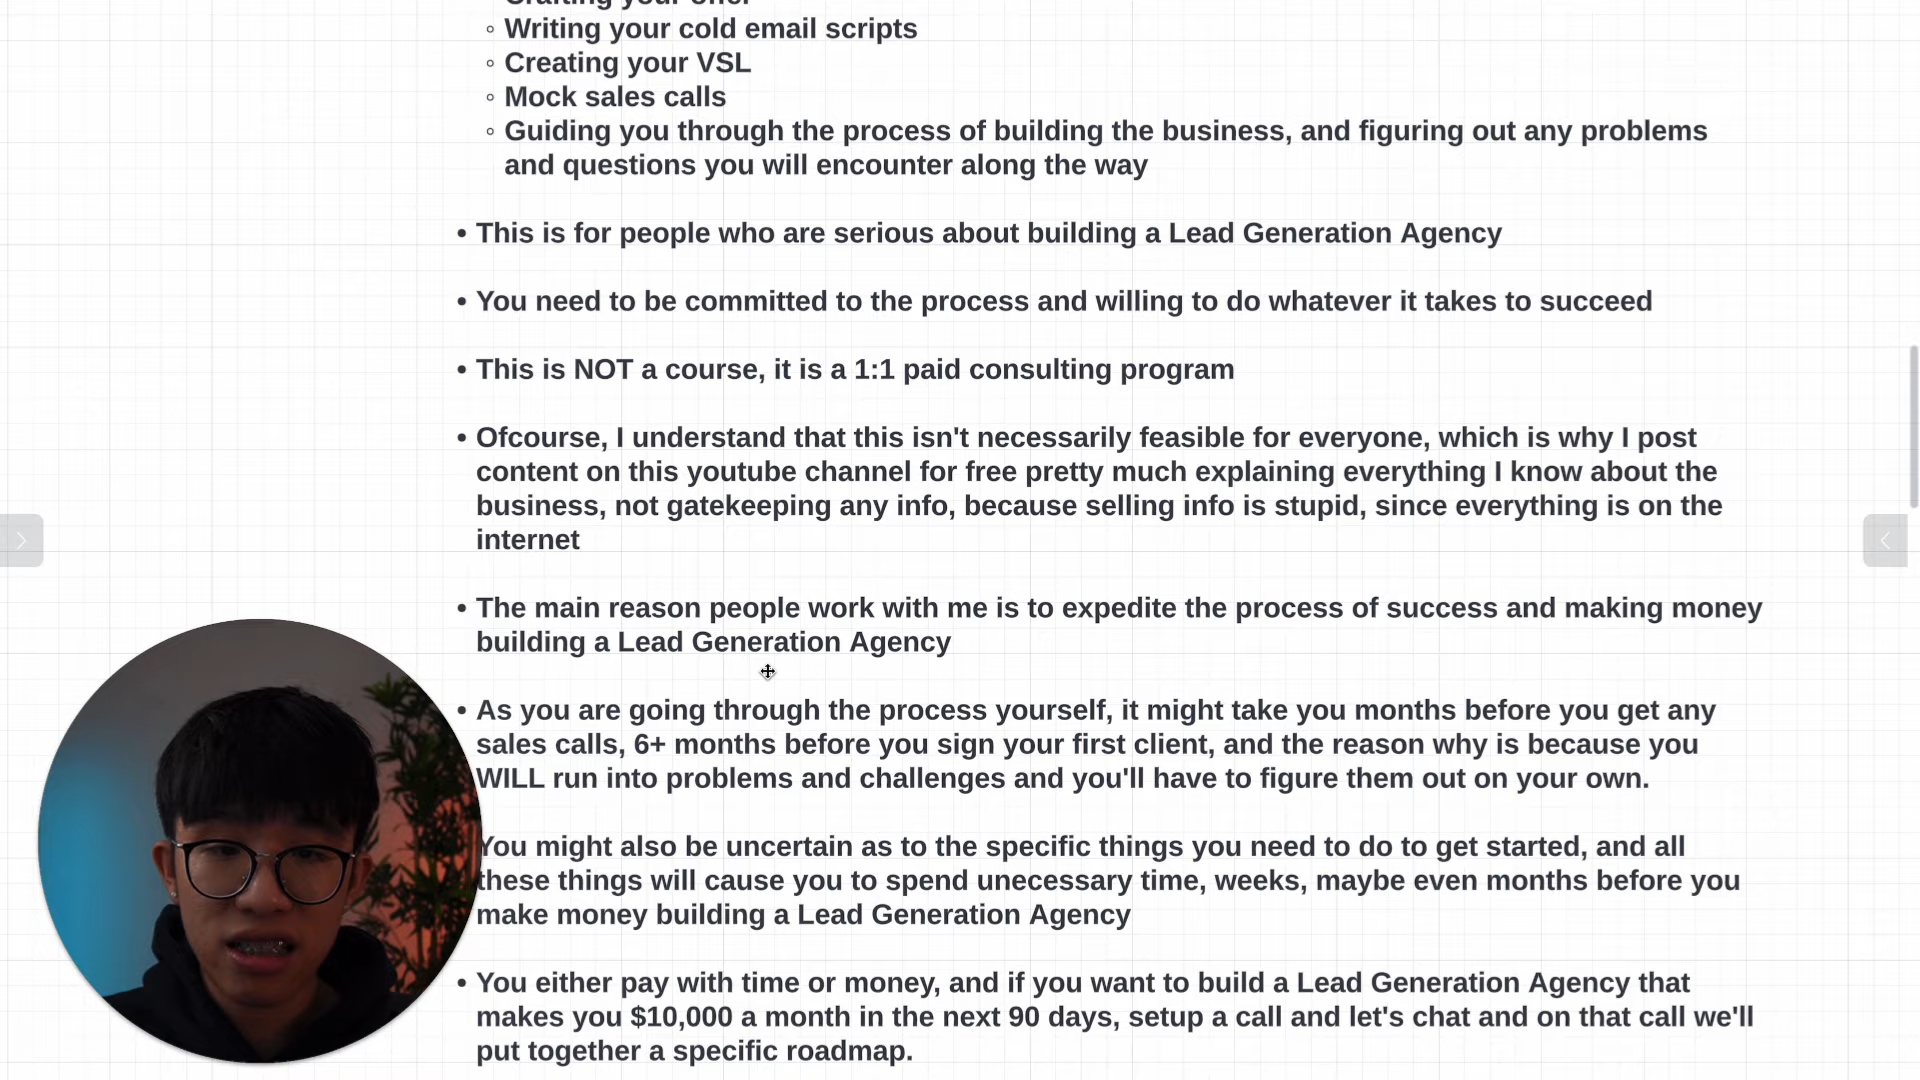 Crafting your offer
Writing your cold email scripts
Creating your VSL
Mock sales calls
Guiding you through the process of building the business, and figuring out any problems
and questions you will encounter along the way
This is for people who are serious about building a Lead Generation Agency
You need to be committed to the process and willing to do whatever it takes to succeed
This is NOT a course, it is a 1:1 paid consulting program
Ofcourse, I understand that this isn't necessarily feasible for everyone, which is why I post
content on this youtube channel for free pretty much explaining everything I know about the
business, not gatekeeping any info, because selling info is stupid, since everything is on the
internet
The main reason people work with me is to expedite the process of success and making money
building a Lead Generation Agency
As you are going through the process yourself, it might take you months before you get any
sales calls, 6+ months before you sign your first client, and the reason why is because you
WILL run into problems and challenges and you'll have to figure them out on your own.
You might also be uncertain as to the specific things you need to do to get started, and all
these things will cause you to spend unecessary time, weeks, maybe even months before you
make money building a Lead Generation Agency
You either pay with time or money, and if you want to build a Lead Generation Agency that
makes you $10,000 a month in the next 90 days, setup a call and let's chat and on that call we'll
put together a specific roadmap.